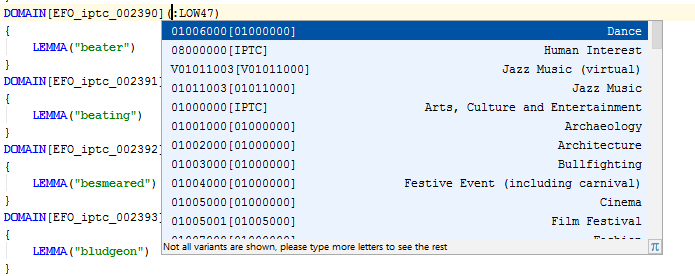 DOMAIN[EFO_iptc_002390](:LOW47)
{
LEMMA("beater")
}
DOMAIN[EFO_iptc_002391]
{
LEMMA("beating")
}
DOMAIN[EFO_iptc_002392]
{
LEMMA("besmeared")
}
DOMAIN[EFO_iptc_002393]
{
LEMMA("bludgeon")
}
01006000[01000000] Dance
08000000[IPTC] Human Interest
V01011003[V01011000] Jazz Music (virtual)
01011003[01011000] Jazz Music
01000000[IPTC] Arts, Culture and Entertainment
01001000[01000000] Archaeology
01002000[01000000] Architecture
01003000[01000000] Bullfighting
01004000[01000000] Festive Event (including carnival)
01005000[01000000] Cinema
01005001[01005000] Film Festival
01007000[01000000] Fashion
Not all variants are shown, please type more letters to see the rest
π